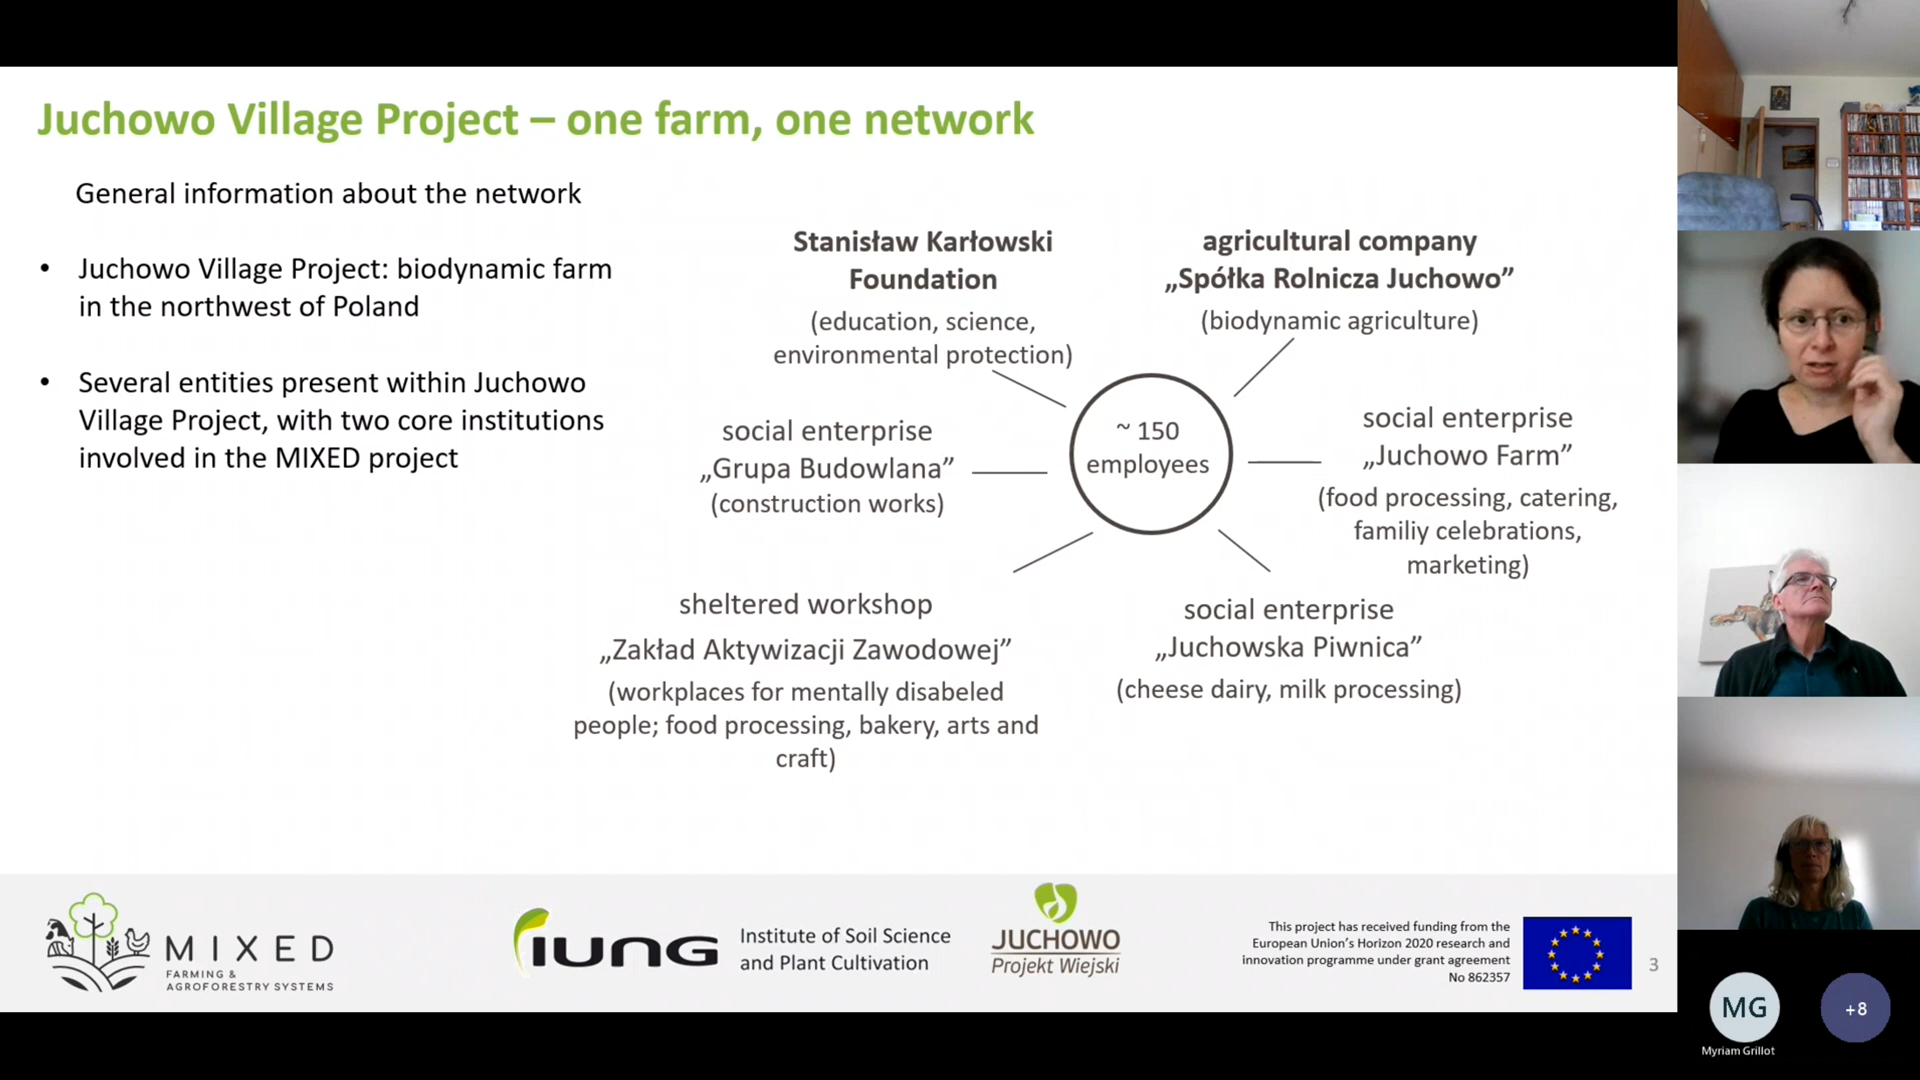 Juchowo Village Project – one farm, one network
General information about the network
• Juchowo Village Project: biodynamic farm
in the northwest of Poland
• Several entities present within Juchowo
Village Project, with two core institutions
involved in the MIXED project
Stanisław Karłowski
Foundation
(education, science,
environmental protection)
agricultural company
„Spółka Rolnicza Juchowo”
(biodynamic agriculture)
~ 150
employees
social enterprise
„Grupa Budowlana”
(construction works)
social enterprise
„Juchowo Farm”
(food processing, catering,
familiy celebrations,
marketing)
sheltered workshop
„Zakład Aktywizacji Zawodowej”
(workplaces for mentally disabeled
people; food processing, bakery, arts and
craft)
social enterprise
„Juchowska Piwnica”
(cheese dairy, milk processing)
MIXED
FARMING &
AGROFORESTRY SYSTEMS
IUNG
Institute of Soil Science
and Plant Cultivation
JUCHOWO
Projekt Wiejski
This project has received funding from the
European Union’s Horizon 2020 research and
innovation programme under grant agreement
No 862357
3
MG
Myriam Grillot
+8